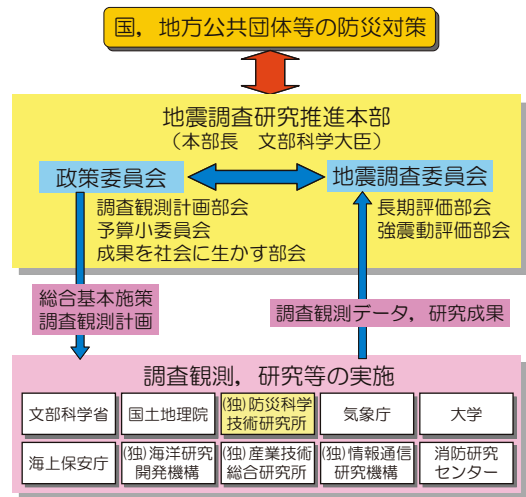 国，地方公共団体等の防災対策
地震調査研究推進本部
（本部長　文部科学大臣）
政策委員会
地震調査委員会
調査観測計画部会
予算小委員会
成果を社会に生かす部会
長期評価部会
強震動評価部会
総合基本施策
調査観測計画
調査観測データ，研究成果
調査観測，研究等の実施
文部科学省
国土地理院
(独)防災科学
技術研究所
気象庁
大学
海上保安庁
(独)海洋研究
開発機構
(独)産業技術
総合研究所
(独)情報通信
研究機構
消防研究
センター